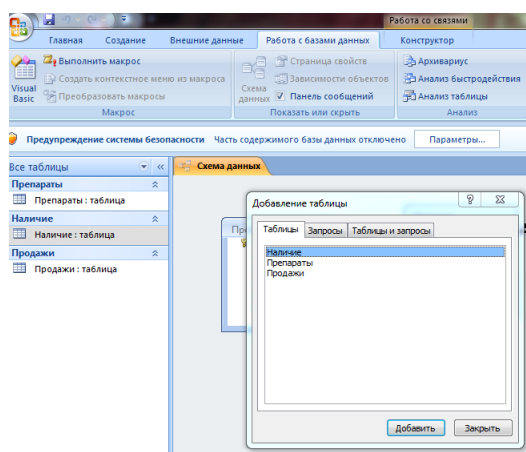 Работа со связями
Главная Создание Внешние данные Работа с базами данных Конструктор
Visual Basic
Выполнить макрос
Создать контекстное меню из макроса
Преобразовать макросы
Макрос
Схема данных
Страница свойств
Зависимости объектов
Панель сообщений
Показать или скрыть
Архивариус
Анализ быстродействия
Анализ таблицы
Анализ
Предупреждение системы безопасности Часть содержимого базы данных отключено Параметры...
Все таблицы
Препараты
Препараты : таблица
Наличие
Наличие : таблица
Продажи
Продажи : таблица
Схема данных
Пре
Добавление таблицы
Таблицы Запросы Таблицы и запросы
Наличие
Препараты
Продажи
Добавить Закрыть